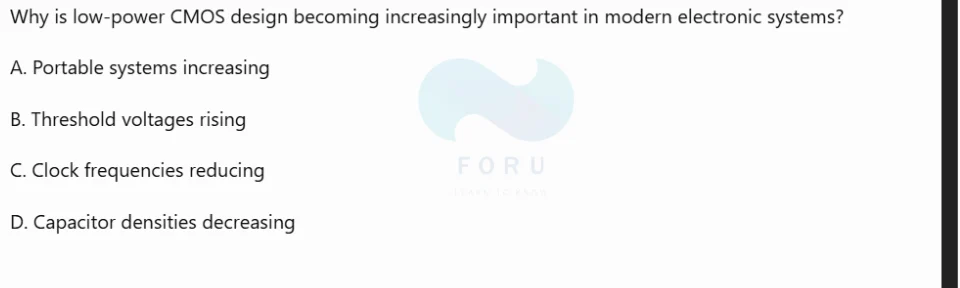 Why is low-power CMOS design becoming increasingly important in modern electronic systems?
A. Portable systems increasing
B. Threshold voltages rising
C. Clock frequencies reducing
FORU
D. Capacitor densities decreasing